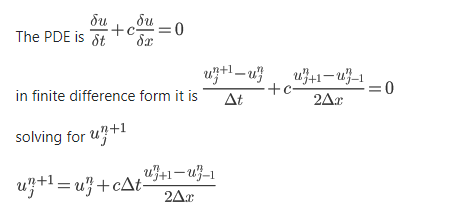 The PDE is δu/δt + c δu/δx = 0
in finite difference form it is (u_j^{n+1} − u_j^n)/Δt + c (u_{j+1}^n − u_{j−1}^n)/2Δx = 0
solving for u_j^{n+1}
u_j^{n+1} = u_j^n + cΔt (u_{j+1}^n − u_{j−1}^n)/2Δx